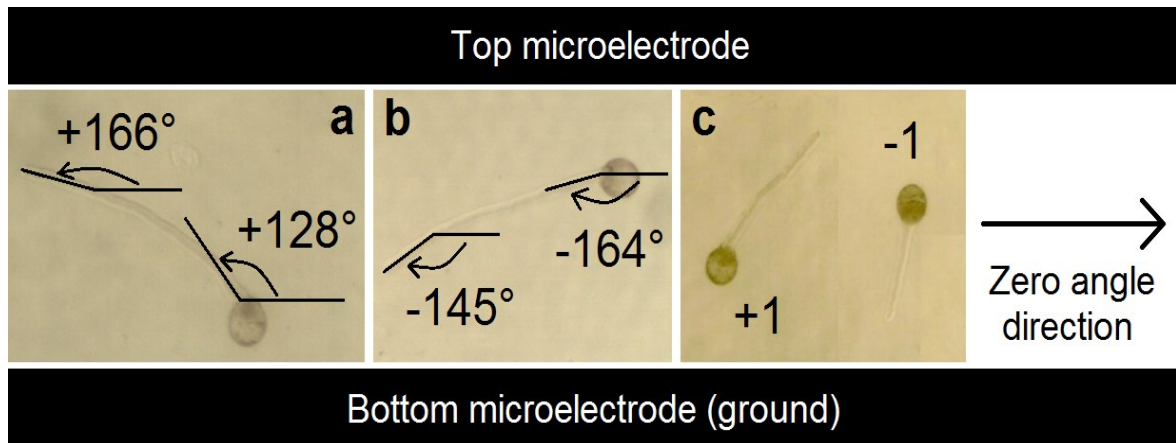 Top microelectrode
a
+166°
+128°
b
-164°
-145°
c
-1
+1
Zero angle
direction
Bottom microelectrode (ground)